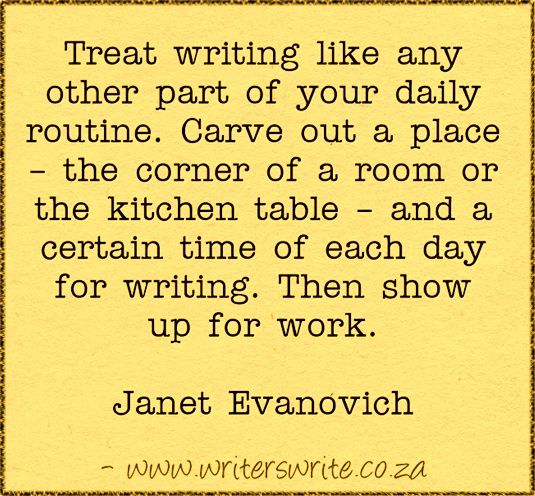 Treat writing like any
other part of your daily
routine. Carve out a place
– the corner of a room or
the kitchen table – and a
certain time of each day
for writing. Then show
up for work.
Janet Evanovich
- www.writerswrite.co.za